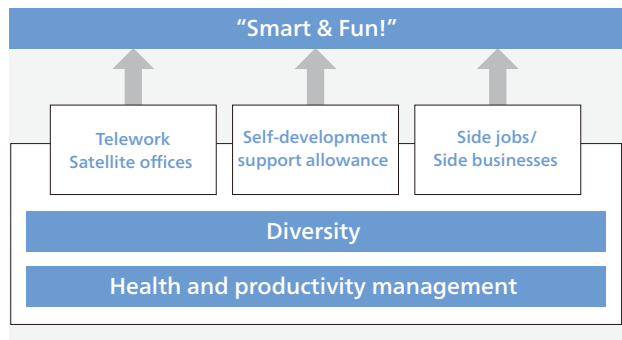 “Smart & Fun!”
Telework
Satellite offices
Self-development
support allowance
Side jobs/
Side businesses
Diversity
Health and productivity management